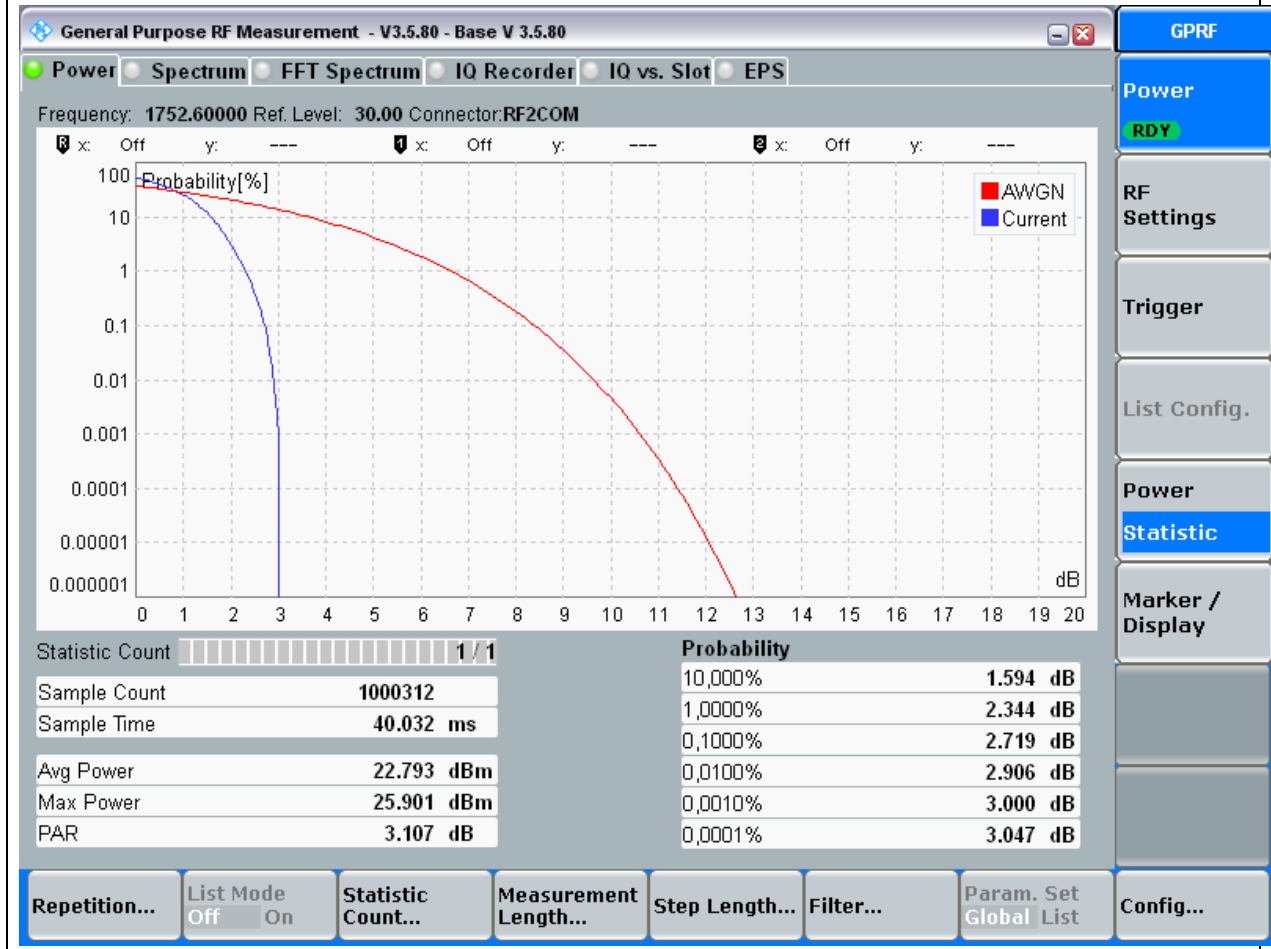 General Purpose RF Measurement - V3.5.80 - Base V 3.5.80
GPRF
Power Spectrum FFT Spectrum IQ Recorder IQ vs. Slot EPS
Frequency: 1752.60000 Ref. Level: 30.00 Connector:RF2COM
R x: Off y: --- 1 x: Off y: --- 2 x: Off y: ---
Probability[%]
AWGN
Current
100
10
1
0.1
0.01
0.001
0.0001
0.00001
0.000001
dB
0 1 2 3 4 5 6 7 8 9 10 11 12 13 14 15 16 17 18 19 20
Statistic Count 1 / 1
Sample Count 1000312
Sample Time 40.032 ms
Avg Power 22.793 dBm
Max Power 25.901 dBm
PAR 3.107 dB
Probability
10,000% 1.594 dB
1,0000% 2.344 dB
0,1000% 2.719 dB
0,0100% 2.906 dB
0,0010% 3.000 dB
0,0001% 3.047 dB
Power
RDY
RF
Settings
Trigger
List Config.
Power
Statistic
Marker /
Display
Repetition...
List Mode
Off On
Statistic
Count...
Measurement
Length...
Step Length...
Filter...
Param. Set
Global List
Config...